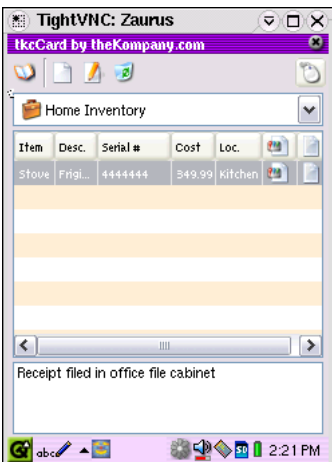 TightVNC: Zaurus
tkcCard by theKompany.com
Home Inventory
Item Desc. Serial # Cost Loc.
Stove Frigi... 4444444 349.99 Kitchen
Receipt filed in office file cabinet
abc SD 2:21 PM